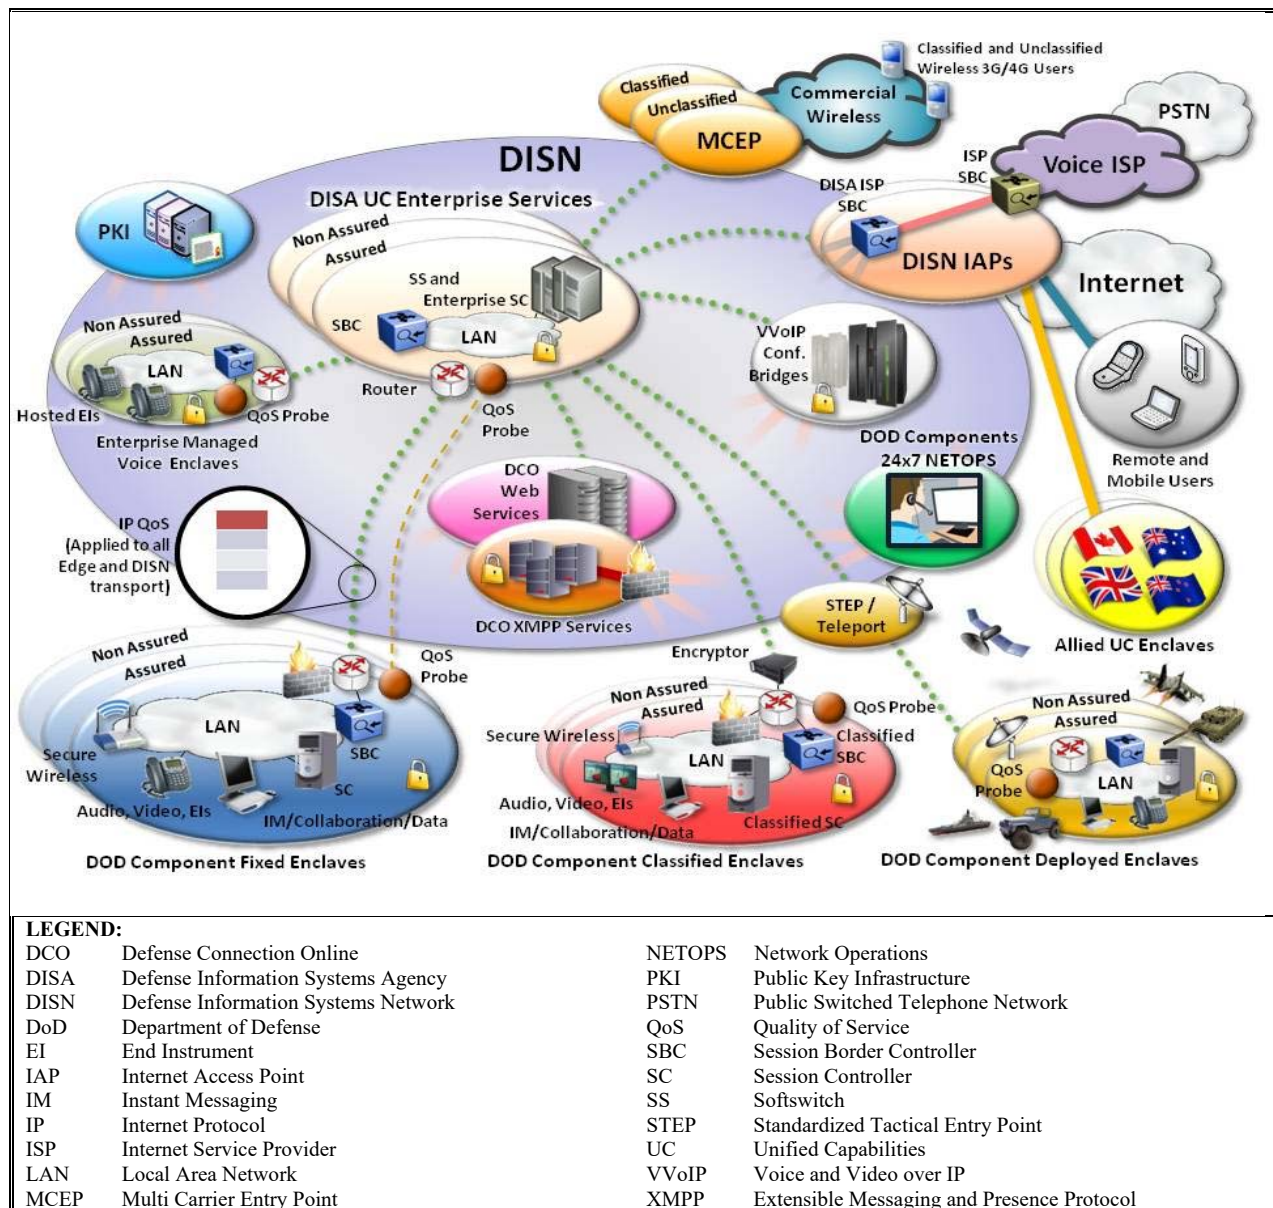 Classified and Unclassified
Wireless 3G/4G Users
Classified
Unclassified
MCEP
Commercial
Wireless
PSTN
Voice ISP
ISP
SBC
DISN
DISA UC Enterprise Services
DISA ISP
SBC
DISN IAPs
Internet
PKI
Non Assured
Assured
SS and
Enterprise SC
SBC
LAN
Router
QoS
Probe
Non Assured
Assured
LAN
Hosted EIs
QoS Probe
Enterprise Managed
Voice Enclaves
VVoIP
Conf.
Bridges
Remote and
Mobile Users
DOD Components
24x7 NETOPS
DCO
Web
Services
DCO XMPP Services
IP QoS
(Applied to all
Edge and DISN
transport)
STEP /
Teleport
Allied UC Enclaves
Non Assured
Assured
QoS
Probe
LAN
SBC
Secure
Wireless
SC
Audio, Video, EIs
IM/Collaboration/Data
DOD Component Fixed Enclaves
Encryptor
Non Assured
Assured
QoS Probe
Secure Wireless
Classified
SBC
LAN
Audio, Video, EIs
Classified SC
IM/Collaboration/Data
DOD Component Classified Enclaves
Non Assured
Assured
QoS
Probe
LAN
DOD Component Deployed Enclaves
LEGEND:
DCO Defense Connection Online
DISA Defense Information Systems Agency
DISN Defense Information Systems Network
DoD Department of Defense
EI End Instrument
IAP Internet Access Point
IM Instant Messaging
IP Internet Protocol
ISP Internet Service Provider
LAN Local Area Network
MCEP Multi Carrier Entry Point
NETOPS Network Operations
PKI Public Key Infrastructure
PSTN Public Switched Telephone Network
QoS Quality of Service
SBC Session Border Controller
SC Session Controller
SS Softswitch
STEP Standardized Tactical Entry Point
UC Unified Capabilities
VVoIP Voice and Video over IP
XMPP Extensible Messaging and Presence Protocol